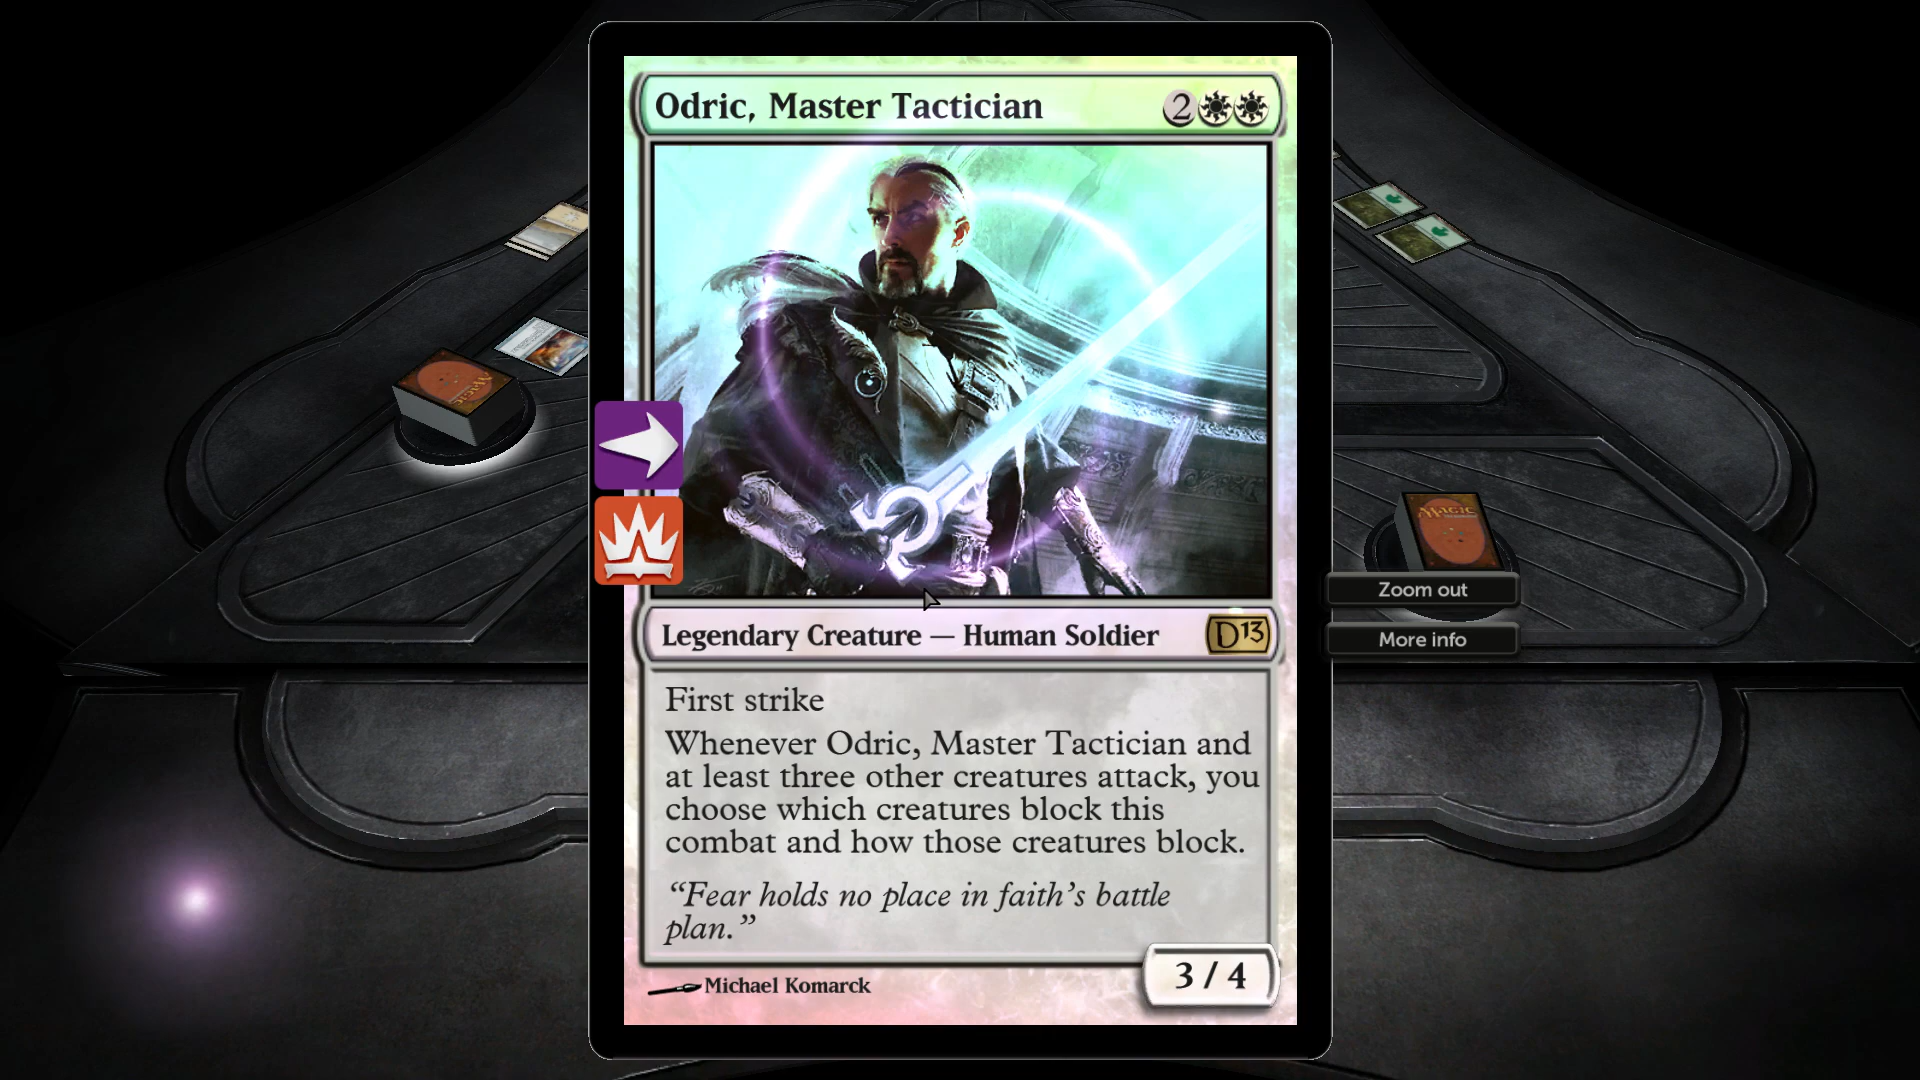 Odric, Master Tactician 2
Legendary Creature — Human Soldier D13
First strike
Whenever Odric, Master Tactician and
at least three other creatures attack, you
choose which creatures block this
combat and how those creatures block.
“Fear holds no place in faith’s battle
plan.”
3 / 4
Michael Komarck
Magic
Magic
Zoom out
More info